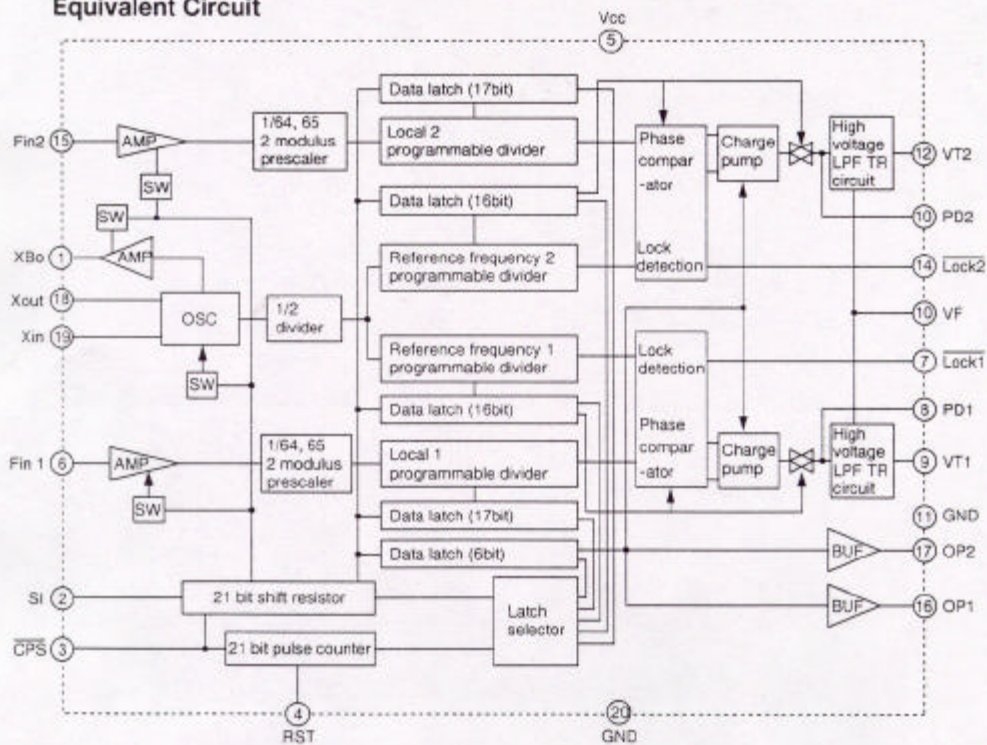 Equivalent Circuit
Vcc
5
Data latch (17bit)
Fin2 15
AMP
1/64, 65
2 modulus
prescaler
Local 2
programmable divider
Phase
compar
-ator
Charge
pump
High
voltage
LPF TR
circuit
12 VT2
SW
Data latch (16bit)
10 PD2
SW
XBo 1
AMP
Reference frequency 2
programmable divider
Lock
detection
14 Lock2
Xout 18
OSC
1/2
divider
10 VF
Xin 19
Reference frequency 1
programmable divider
Lock
detection
7 Lock1
SW
Data latch (16bit)
8 PD1
Fin 1 6
AMP
1/64, 65
2 modulus
prescaler
Local 1
programmable divider
Phase
compar
-ator
Charge
pump
High
voltage
LPF TR
circuit
9 VT1
SW
Data latch (17bit)
11 GND
Data latch (6bit)
BUF
17 OP2
SI 2
21 bit shift resistor
Latch
selector
BUF
16 OP1
CPS 3
21 bit pulse counter
4
RST
20
GND